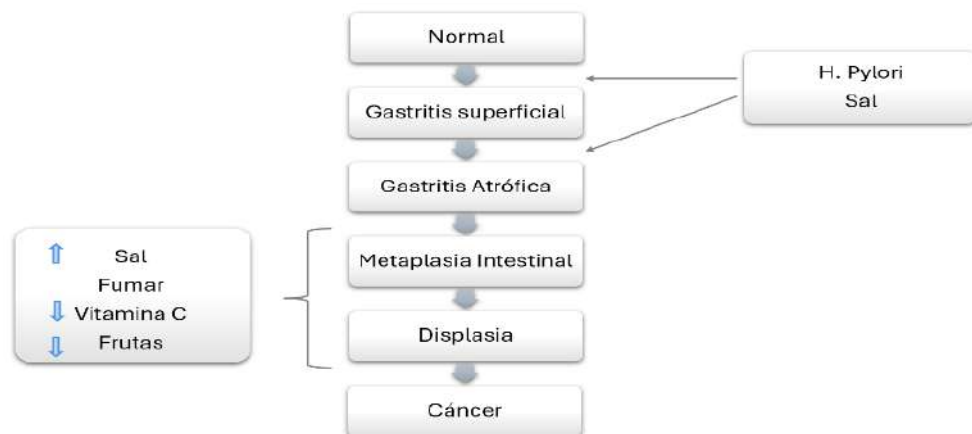 Normal
H. Pylori
Sal
Gastritis superficial
Gastritis Atrófica
Sal
Fumar
Vitamina C
Frutas
Metaplasia Intestinal
Displasia
Cáncer